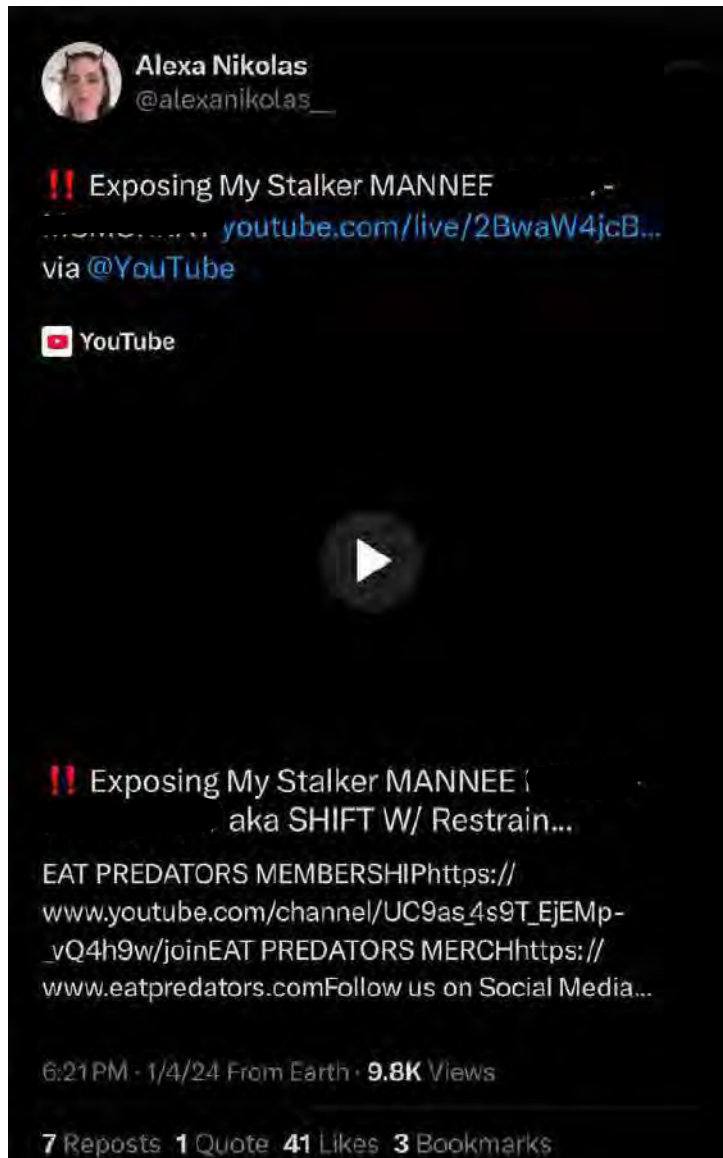 Alexa Nikolas
@alexanikolas__
‼ Exposing My Stalker MANNEE -
youtube.com/live/2BwaW4jcB...
via @YouTube
YouTube
‼ Exposing My Stalker MANNEE
aka SHIFT W/ Restrain...
EAT PREDATORS MEMBERSHIPhttps://
www.youtube.com/channel/UC9as_4s9T_EjEMp-
_vQ4h9w/joinEAT PREDATORS MERCHhttps://
www.eatpredators.comFollow us on Social Media...
6:21 PM · 1/4/24 From Earth · 9.8K Views
7 Reposts 1 Quote 41 Likes 3 Bookmarks